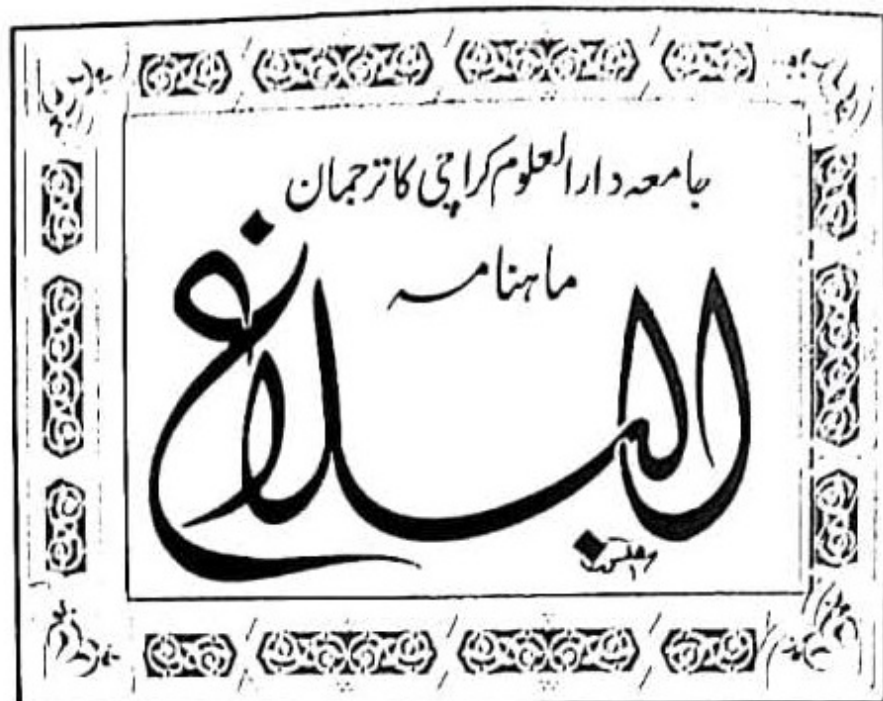 جامعہ دارالعلوم کراچی کا ترجمان
ماہنامہ
البلاغ